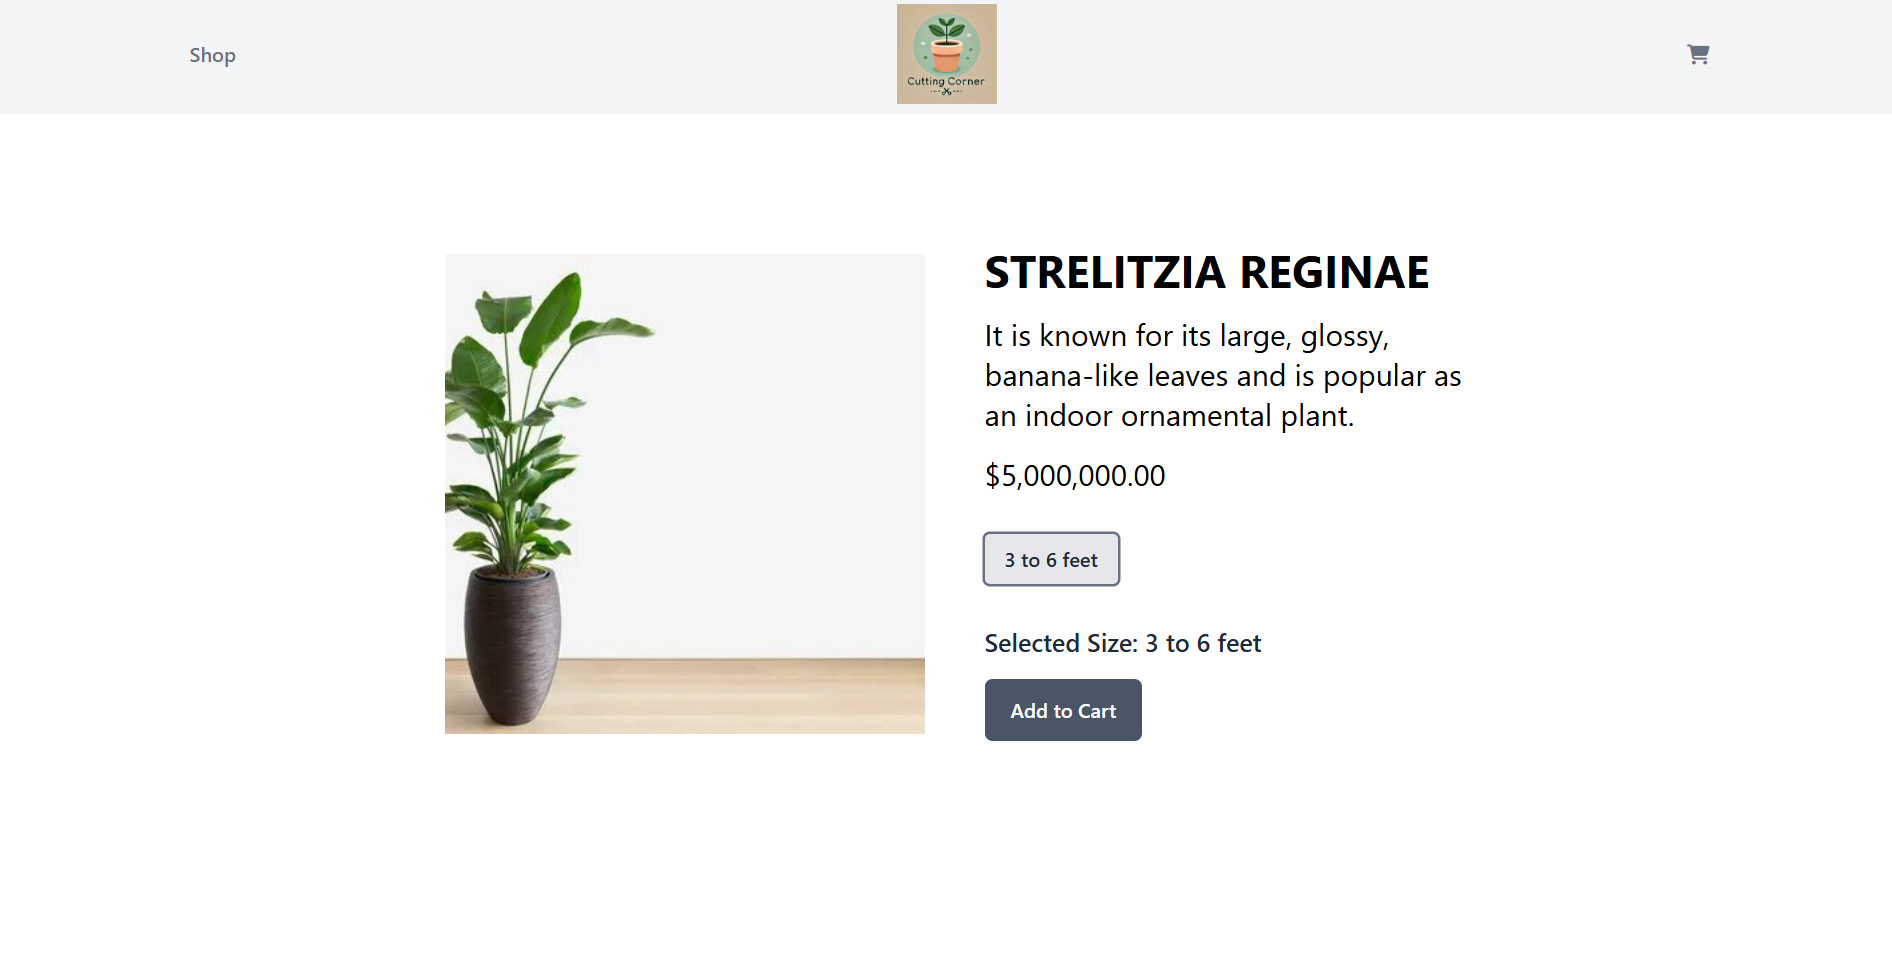 Shop
Cutting Corner
STRELITZIA REGINAE
It is known for its large, glossy,
banana-like leaves and is popular as
an indoor ornamental plant.
$5,000,000.00
3 to 6 feet
Selected Size: 3 to 6 feet
Add to Cart